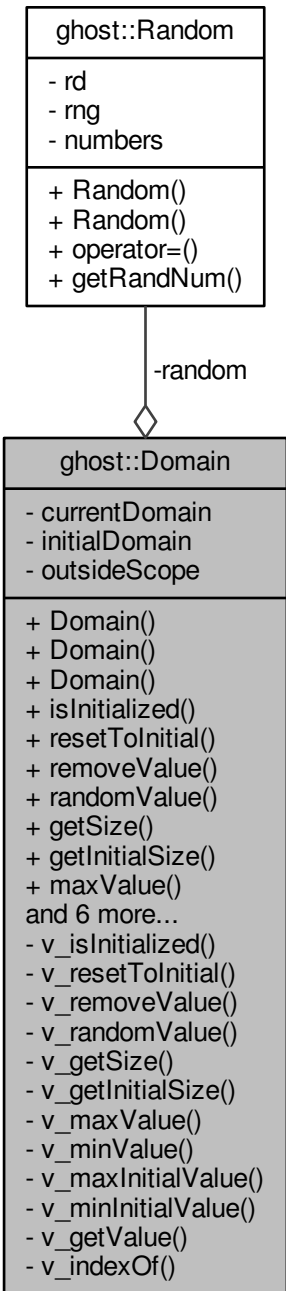 ghost::Random
- rd
- rng
- numbers
+ Random()
+ Random()
+ operator=()
+ getRandNum()
-random
ghost::Domain
- currentDomain
- initialDomain
- outsideScope
+ Domain()
+ Domain()
+ Domain()
+ isInitialized()
+ resetToInitial()
+ removeValue()
+ randomValue()
+ getSize()
+ getInitialSize()
+ maxValue()
and 6 more...
- v_isInitialized()
- v_resetToInitial()
- v_removeValue()
- v_randomValue()
- v_getSize()
- v_getInitialSize()
- v_maxValue()
- v_minValue()
- v_maxInitialValue()
- v_minInitialValue()
- v_getValue()
- v_indexOf()